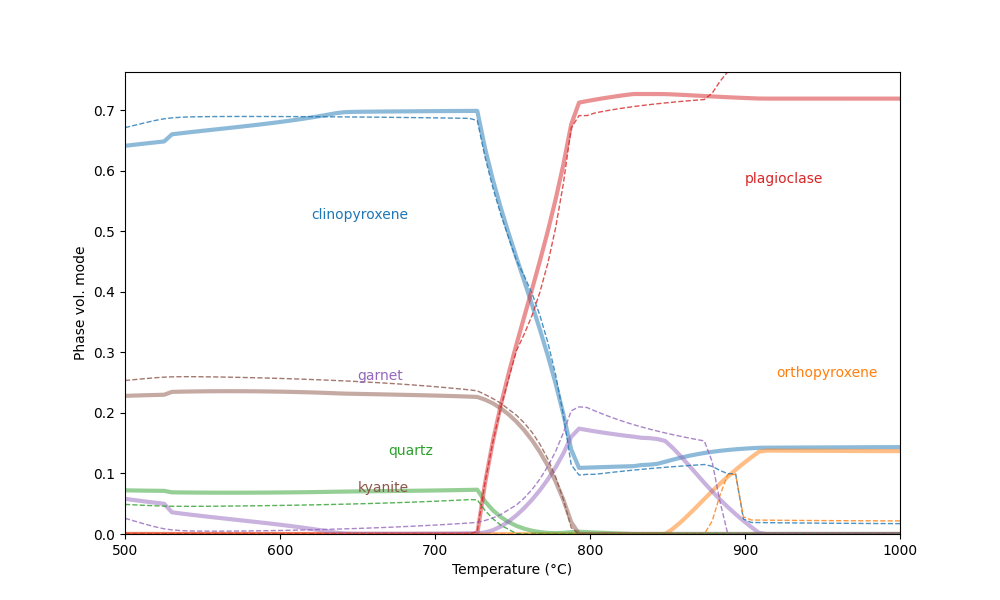 0.7
plagioclase
0.6
clinopyroxene
0.5
Phase vol. mode
0.4
0.3
garnet
orthopyroxene
0.2
quartz
kyanite
0.1
0.0
500 600 700 800 900 1000
Temperature (°C)